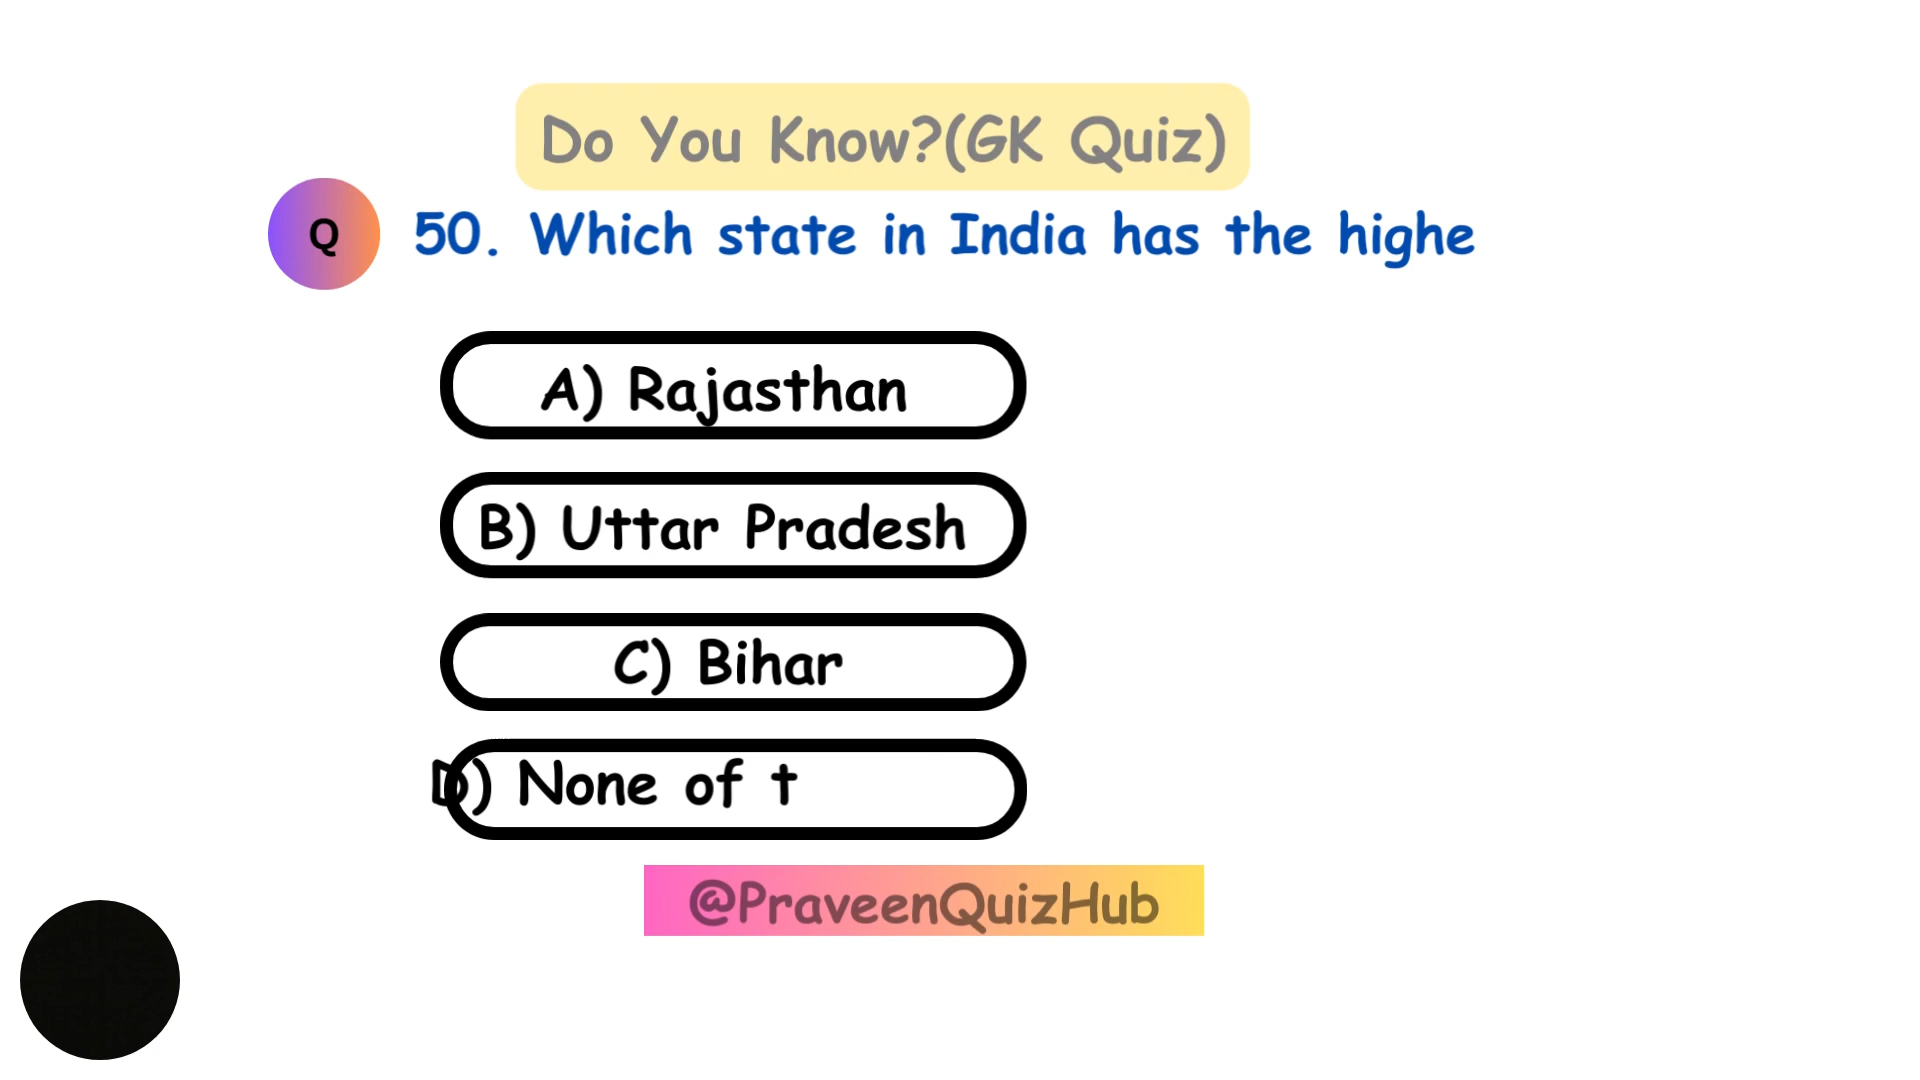 Do You Know?(GK Quiz)
Q
50. Which state in India has the highe
A) Rajasthan
B) Uttar Pradesh
C) Bihar
D) None of t
@PraveenQuizHub